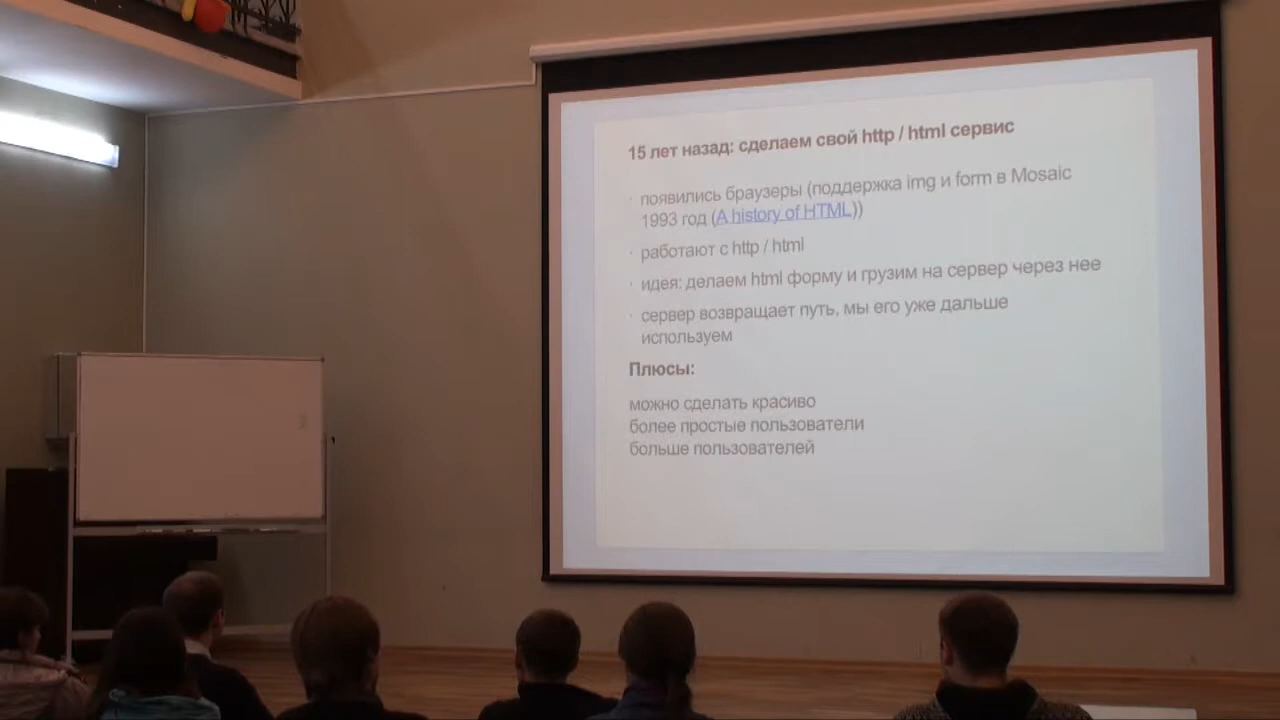 15 лет назад: сделаем свой http / html сервис
· появились браузеры (поддержка img и form в Mosaic
1993 год (A history of HTML))
· работают с http / html
· идея: делаем html форму и грузим на сервер через нее
· сервер возвращает путь, мы его уже дальше
используем
Плюсы:
можно сделать красиво
более простые пользователи
больше пользователей